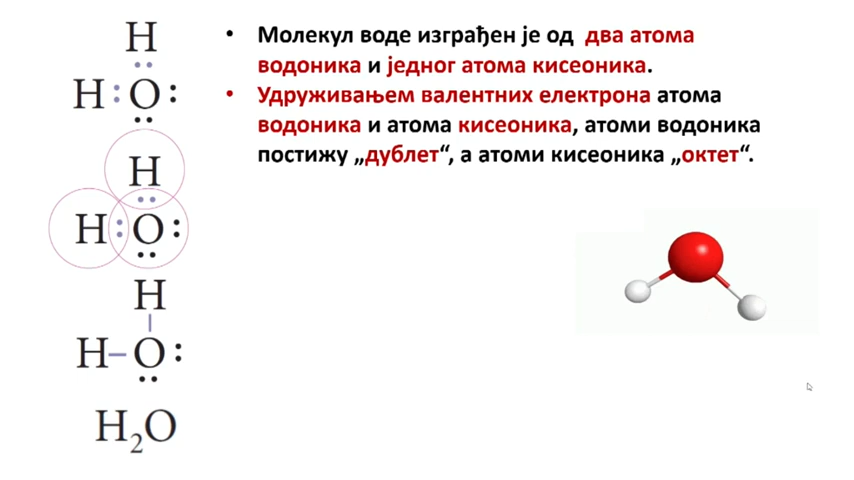 H
H : O :
H
H : O :
H
H – O :
H₂O
• Молекул воде изграђен је од два атома
водоника и једног атома кисеоника.
• Удруживањем валентних електрона атома
водоника и атома кисеоника, атоми водоника
постижу „дублет“, а атоми кисеоника „октет“.